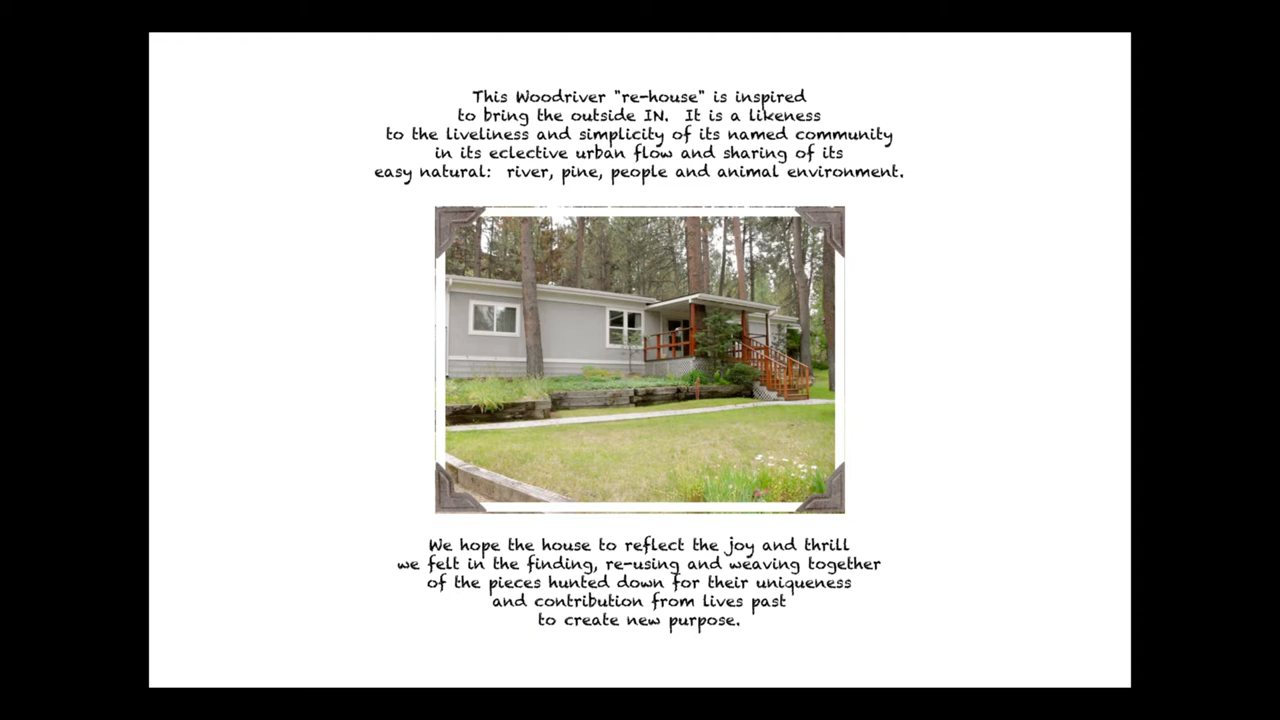 This Woodriver "re-house" is inspired
to bring the outside IN. It is a likeness
to the liveliness and simplicity of its named community
in its eclective urban flow and sharing of its
easy natural: river, pine, people and animal environment.
We hope the house to reflect the joy and thrill
we felt in the finding, re-using and weaving together
of the pieces hunted down for their uniqueness
and contribution from lives past
to create new purpose.